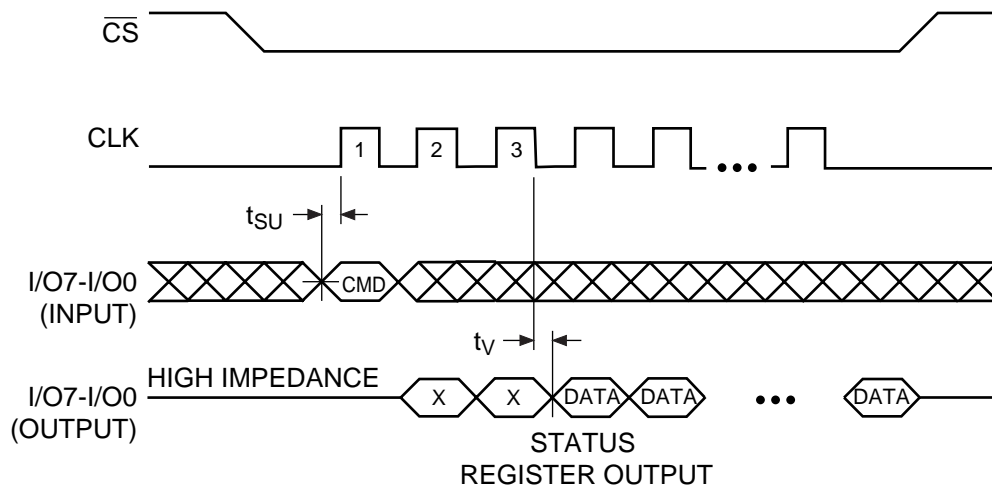 CS
CLK
1 2 3
tSU
I/O7-I/O0
(INPUT)
CMD
tV
I/O7-I/O0
(OUTPUT)
HIGH IMPEDANCE
X X DATA DATA DATA
STATUS
REGISTER OUTPUT